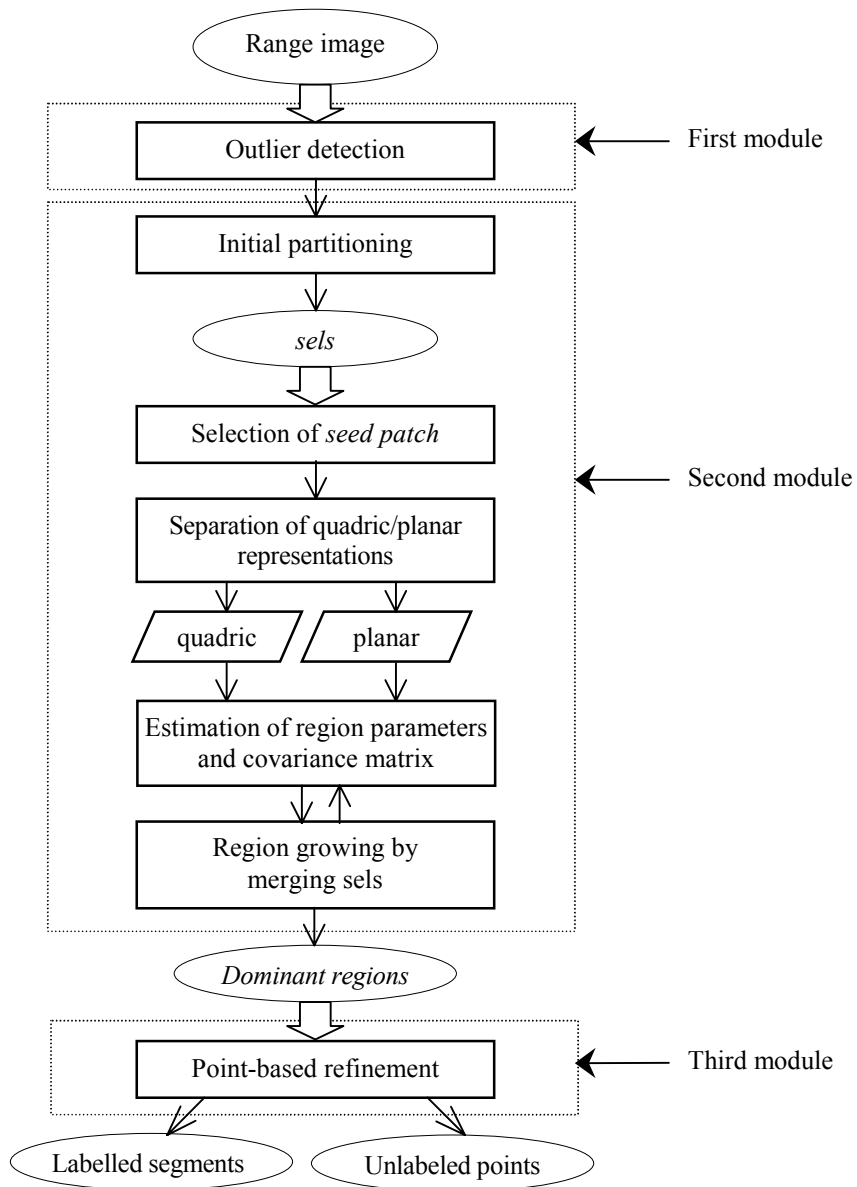 Range image
Outlier detection
First module
Initial partitioning
sels
Selection of seed patch
Second module
Separation of quadric/planar
representations
quadric
planar
Estimation of region parameters
and covariance matrix
Region growing by
merging sels
Dominant regions
Point-based refinement
Third module
Labelled segments
Unlabeled points